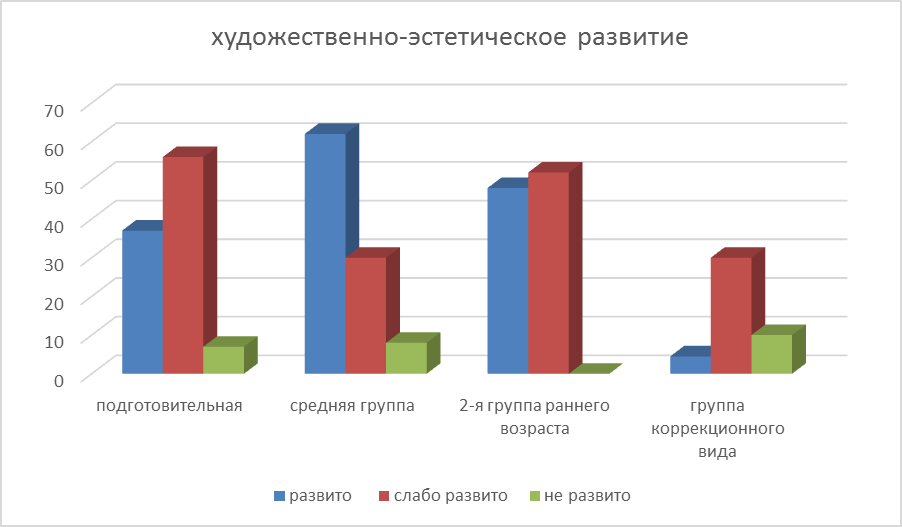 художественно-эстетическое развитие
70
60
50
40
30
20
10
0
подготовительная
средняя группа
2-я группа раннего
возраста
группа
коррекционного
вида
развито
слабо развито
не развито